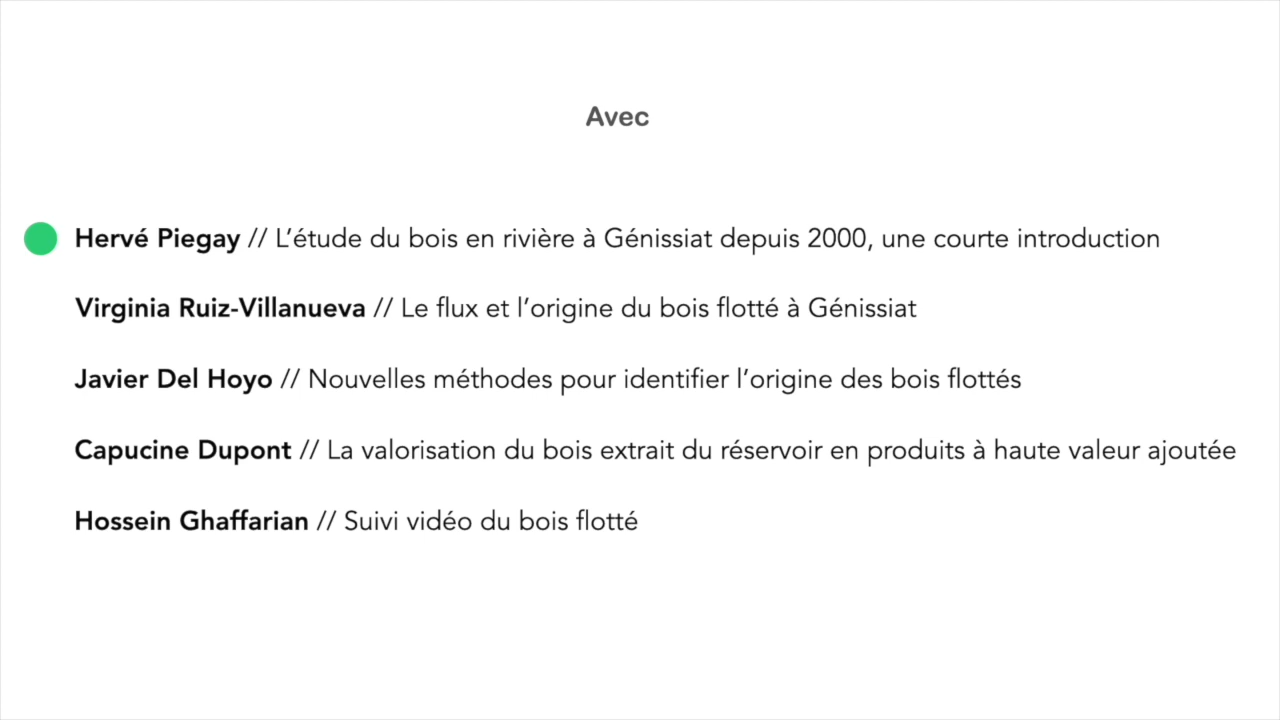 Avec
Hervé Piegay // L’étude du bois en rivière à Génissiat depuis 2000, une courte introduction
Virginia Ruiz-Villanueva // Le flux et l’origine du bois flotté à Génissiat
Javier Del Hoyo // Nouvelles méthodes pour identifier l’origine des bois flottés
Capucine Dupont // La valorisation du bois extrait du réservoir en produits à haute valeur ajoutée
Hossein Ghaffarian // Suivi vidéo du bois flotté